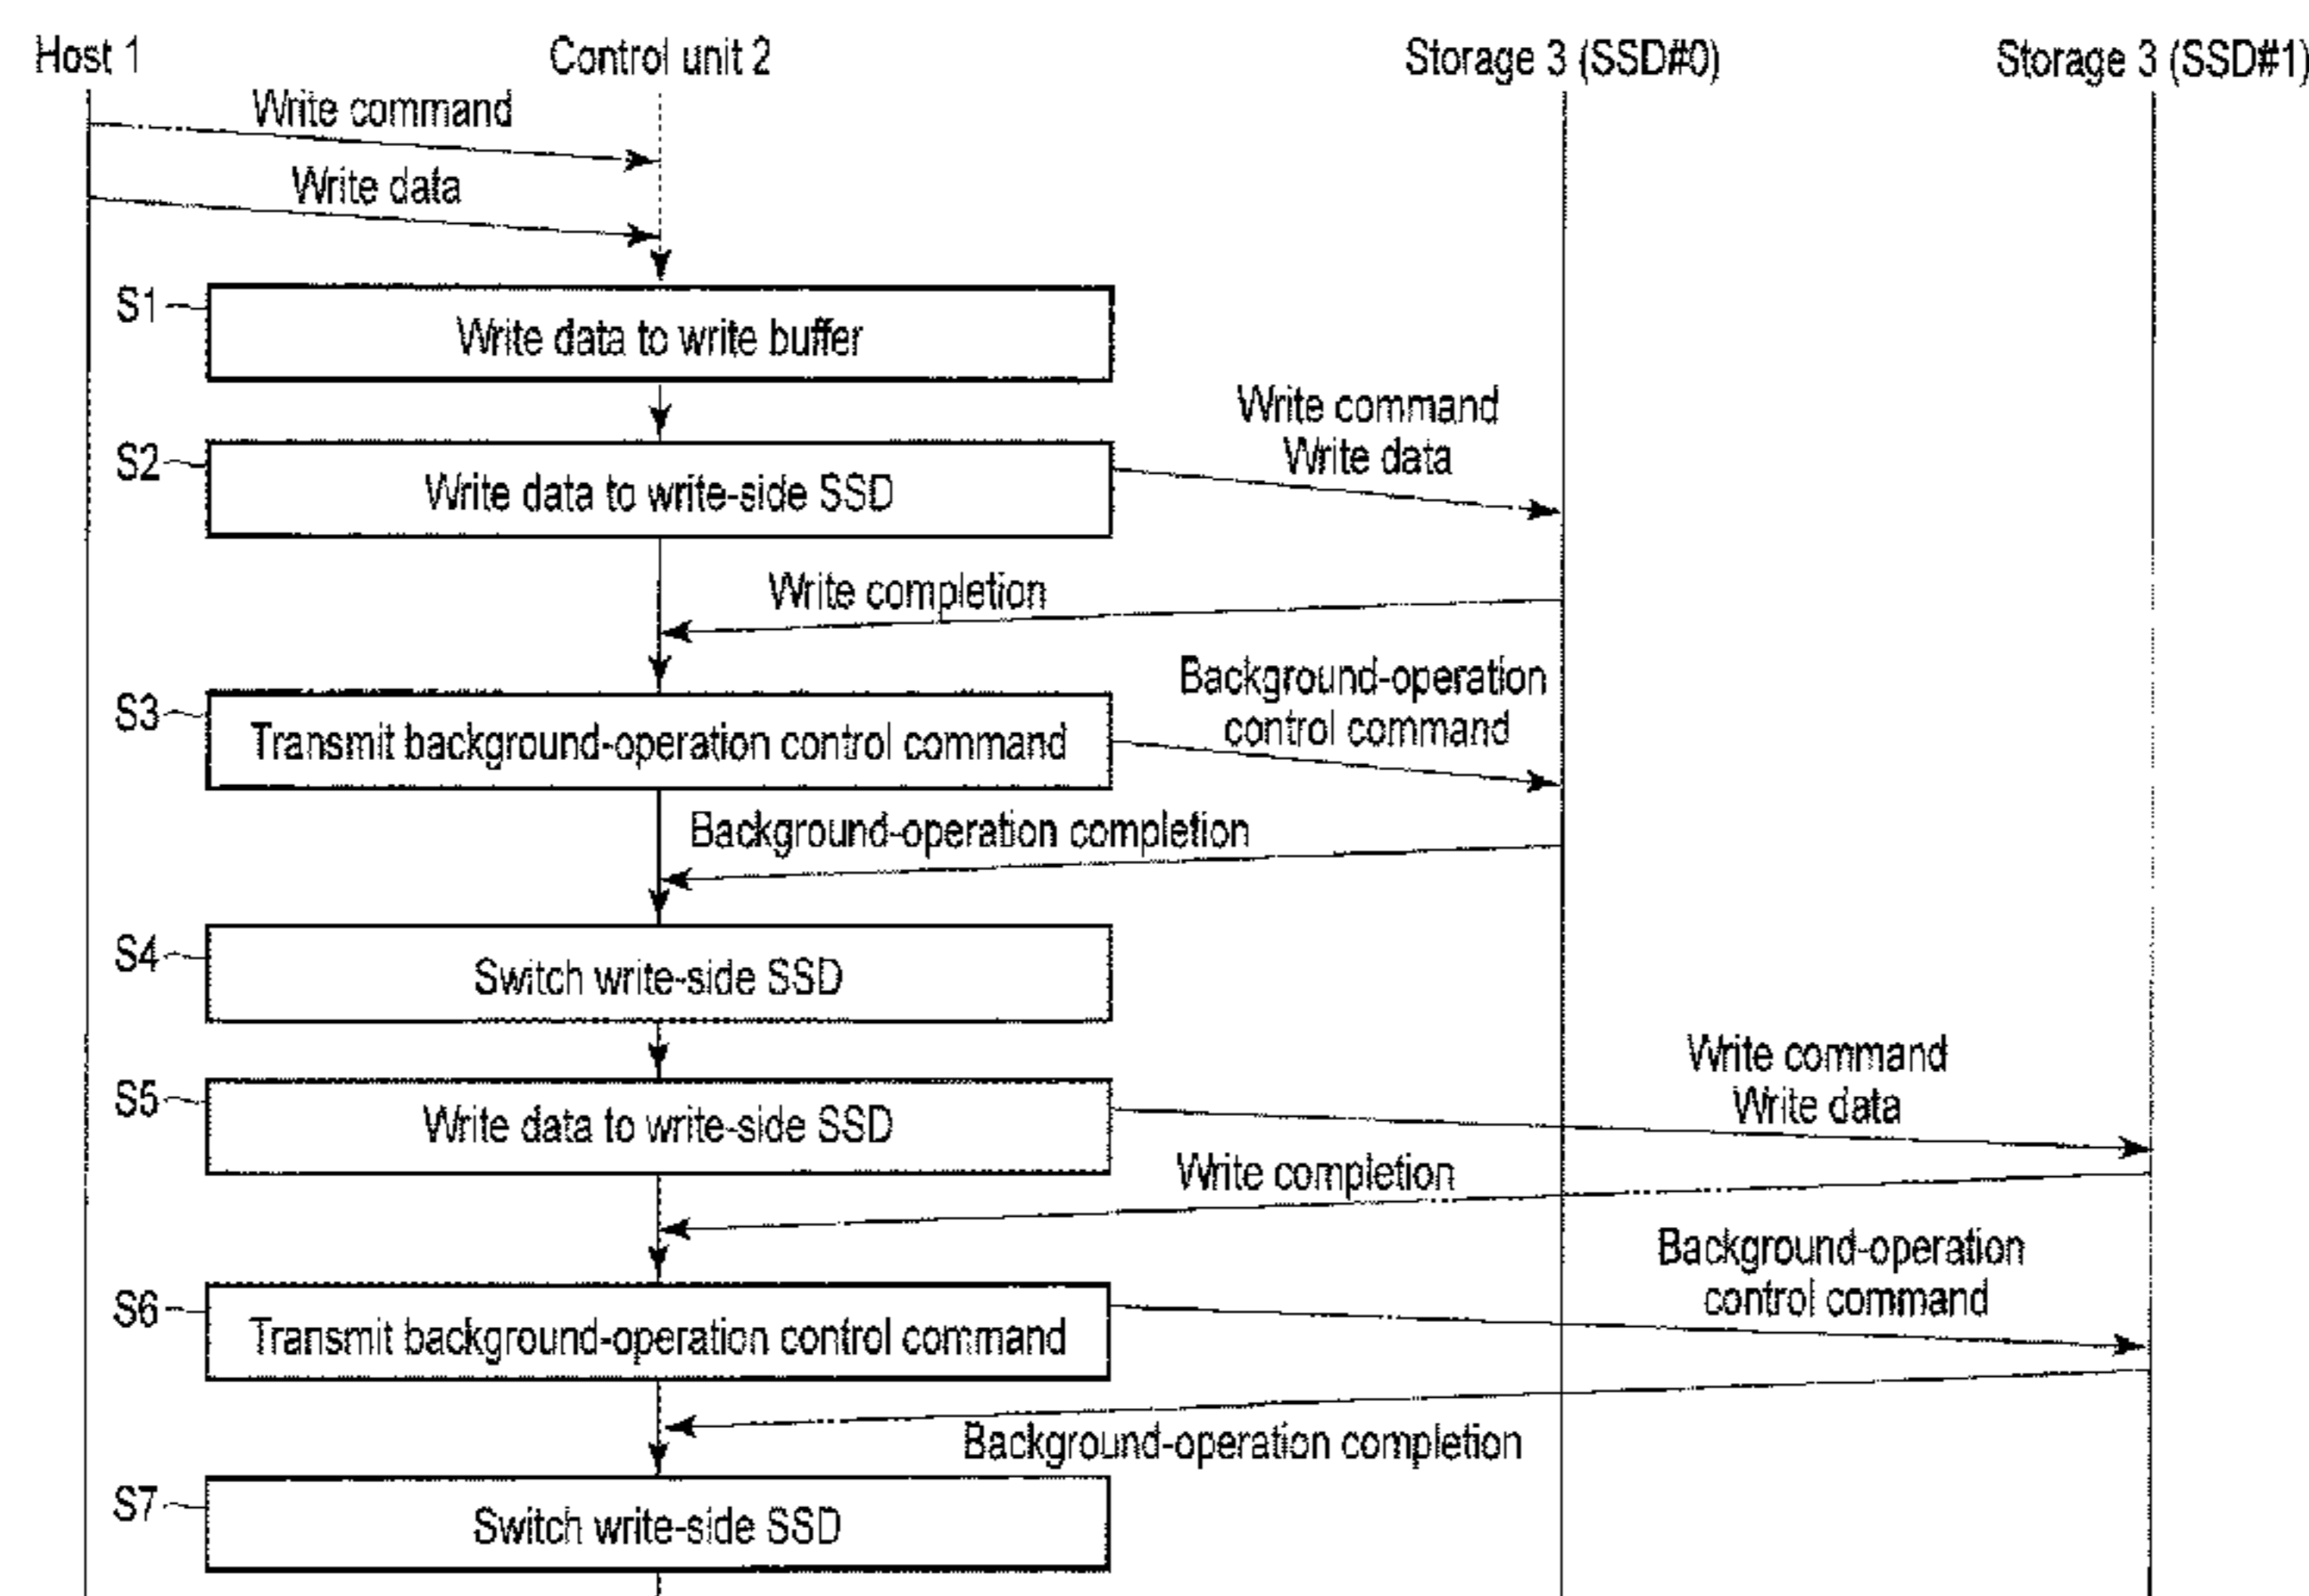 Host 1
Control unit 2
Storage 3 (SSD#0)
Storage 3 (SSD#1)
Write command
Write data
S1
Write data to write buffer
Write command
Write data
S2
Write data to write-side SSD
Write completion
Background-operation
control command
S3
Transmit background-operation control command
Background-operation completion
S4
Switch write-side SSD
Write command
Write data
S5
Write data to write-side SSD
Write completion
Background-operation
control command
S6
Transmit background-operation control command
Background-operation completion
S7
Switch write-side SSD